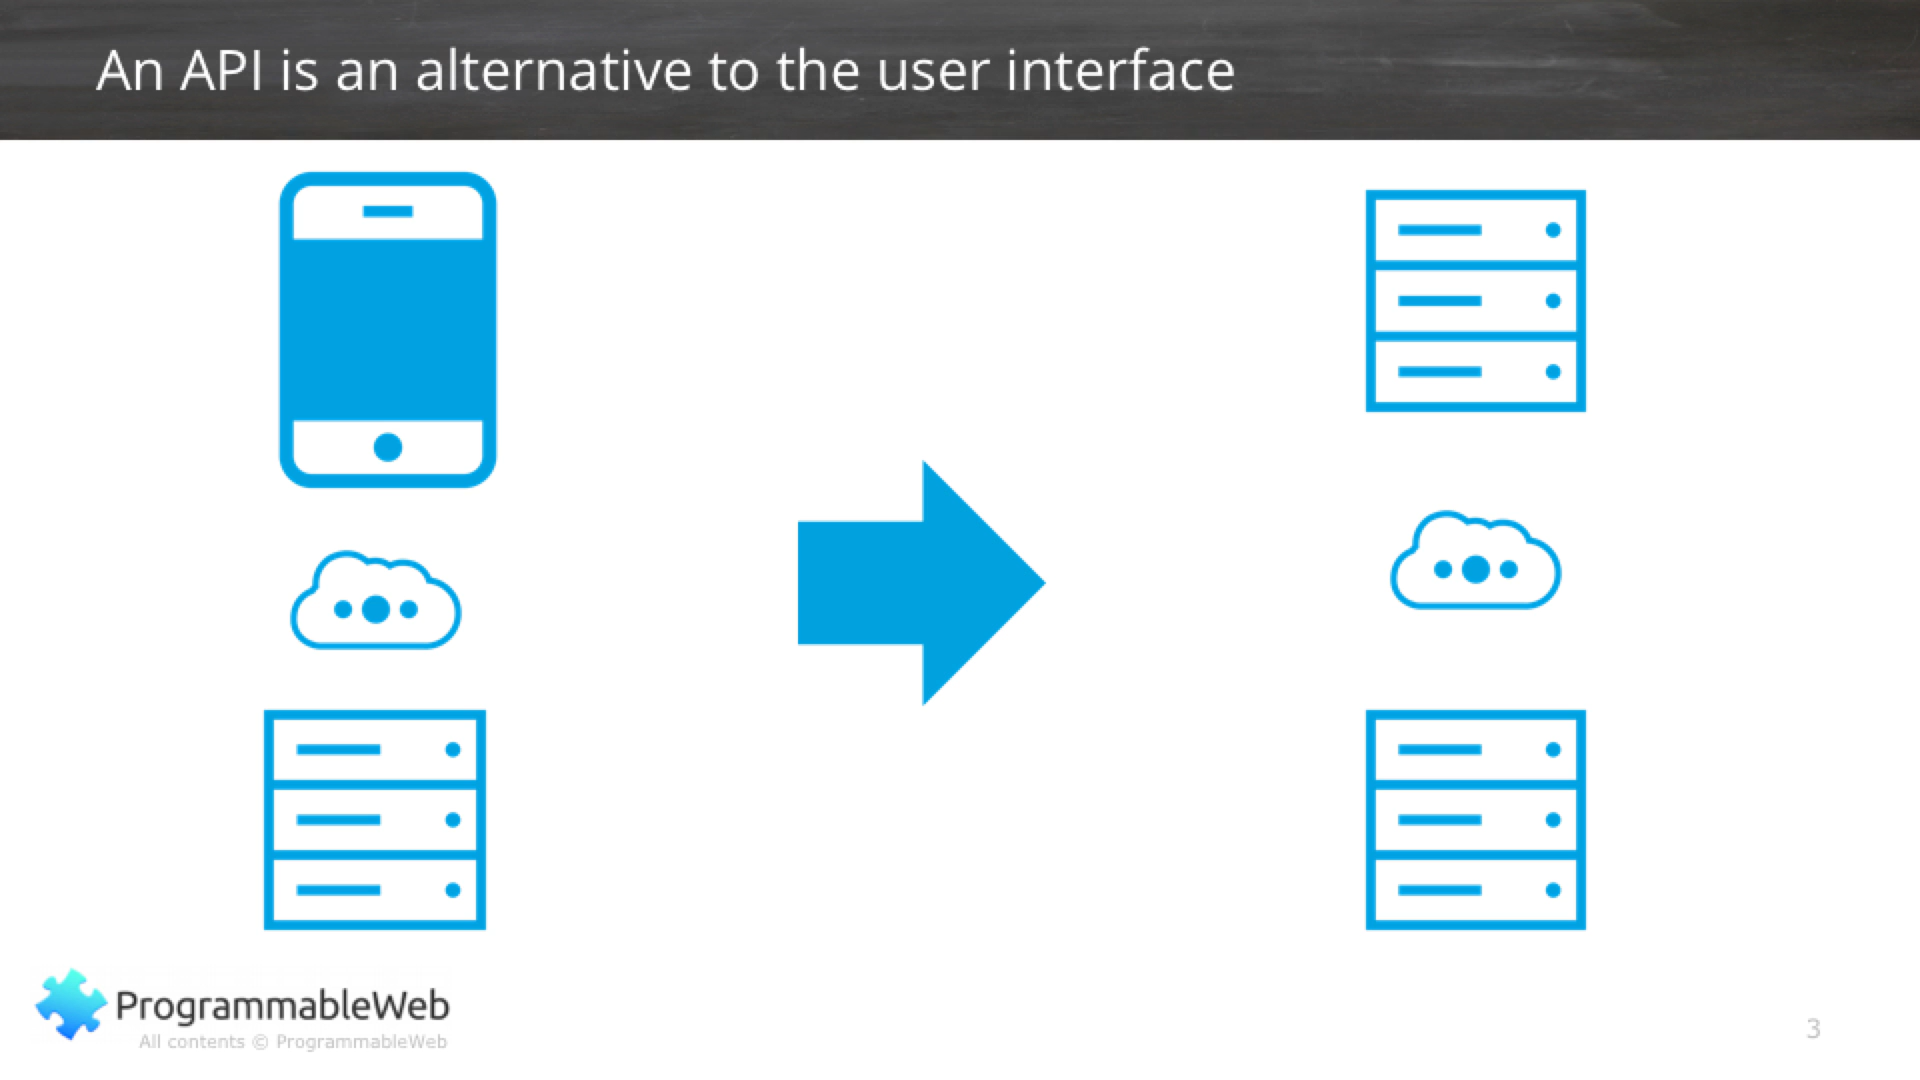 An API is an alternative to the user interface
ProgrammableWeb
All contents © ProgrammableWeb
3